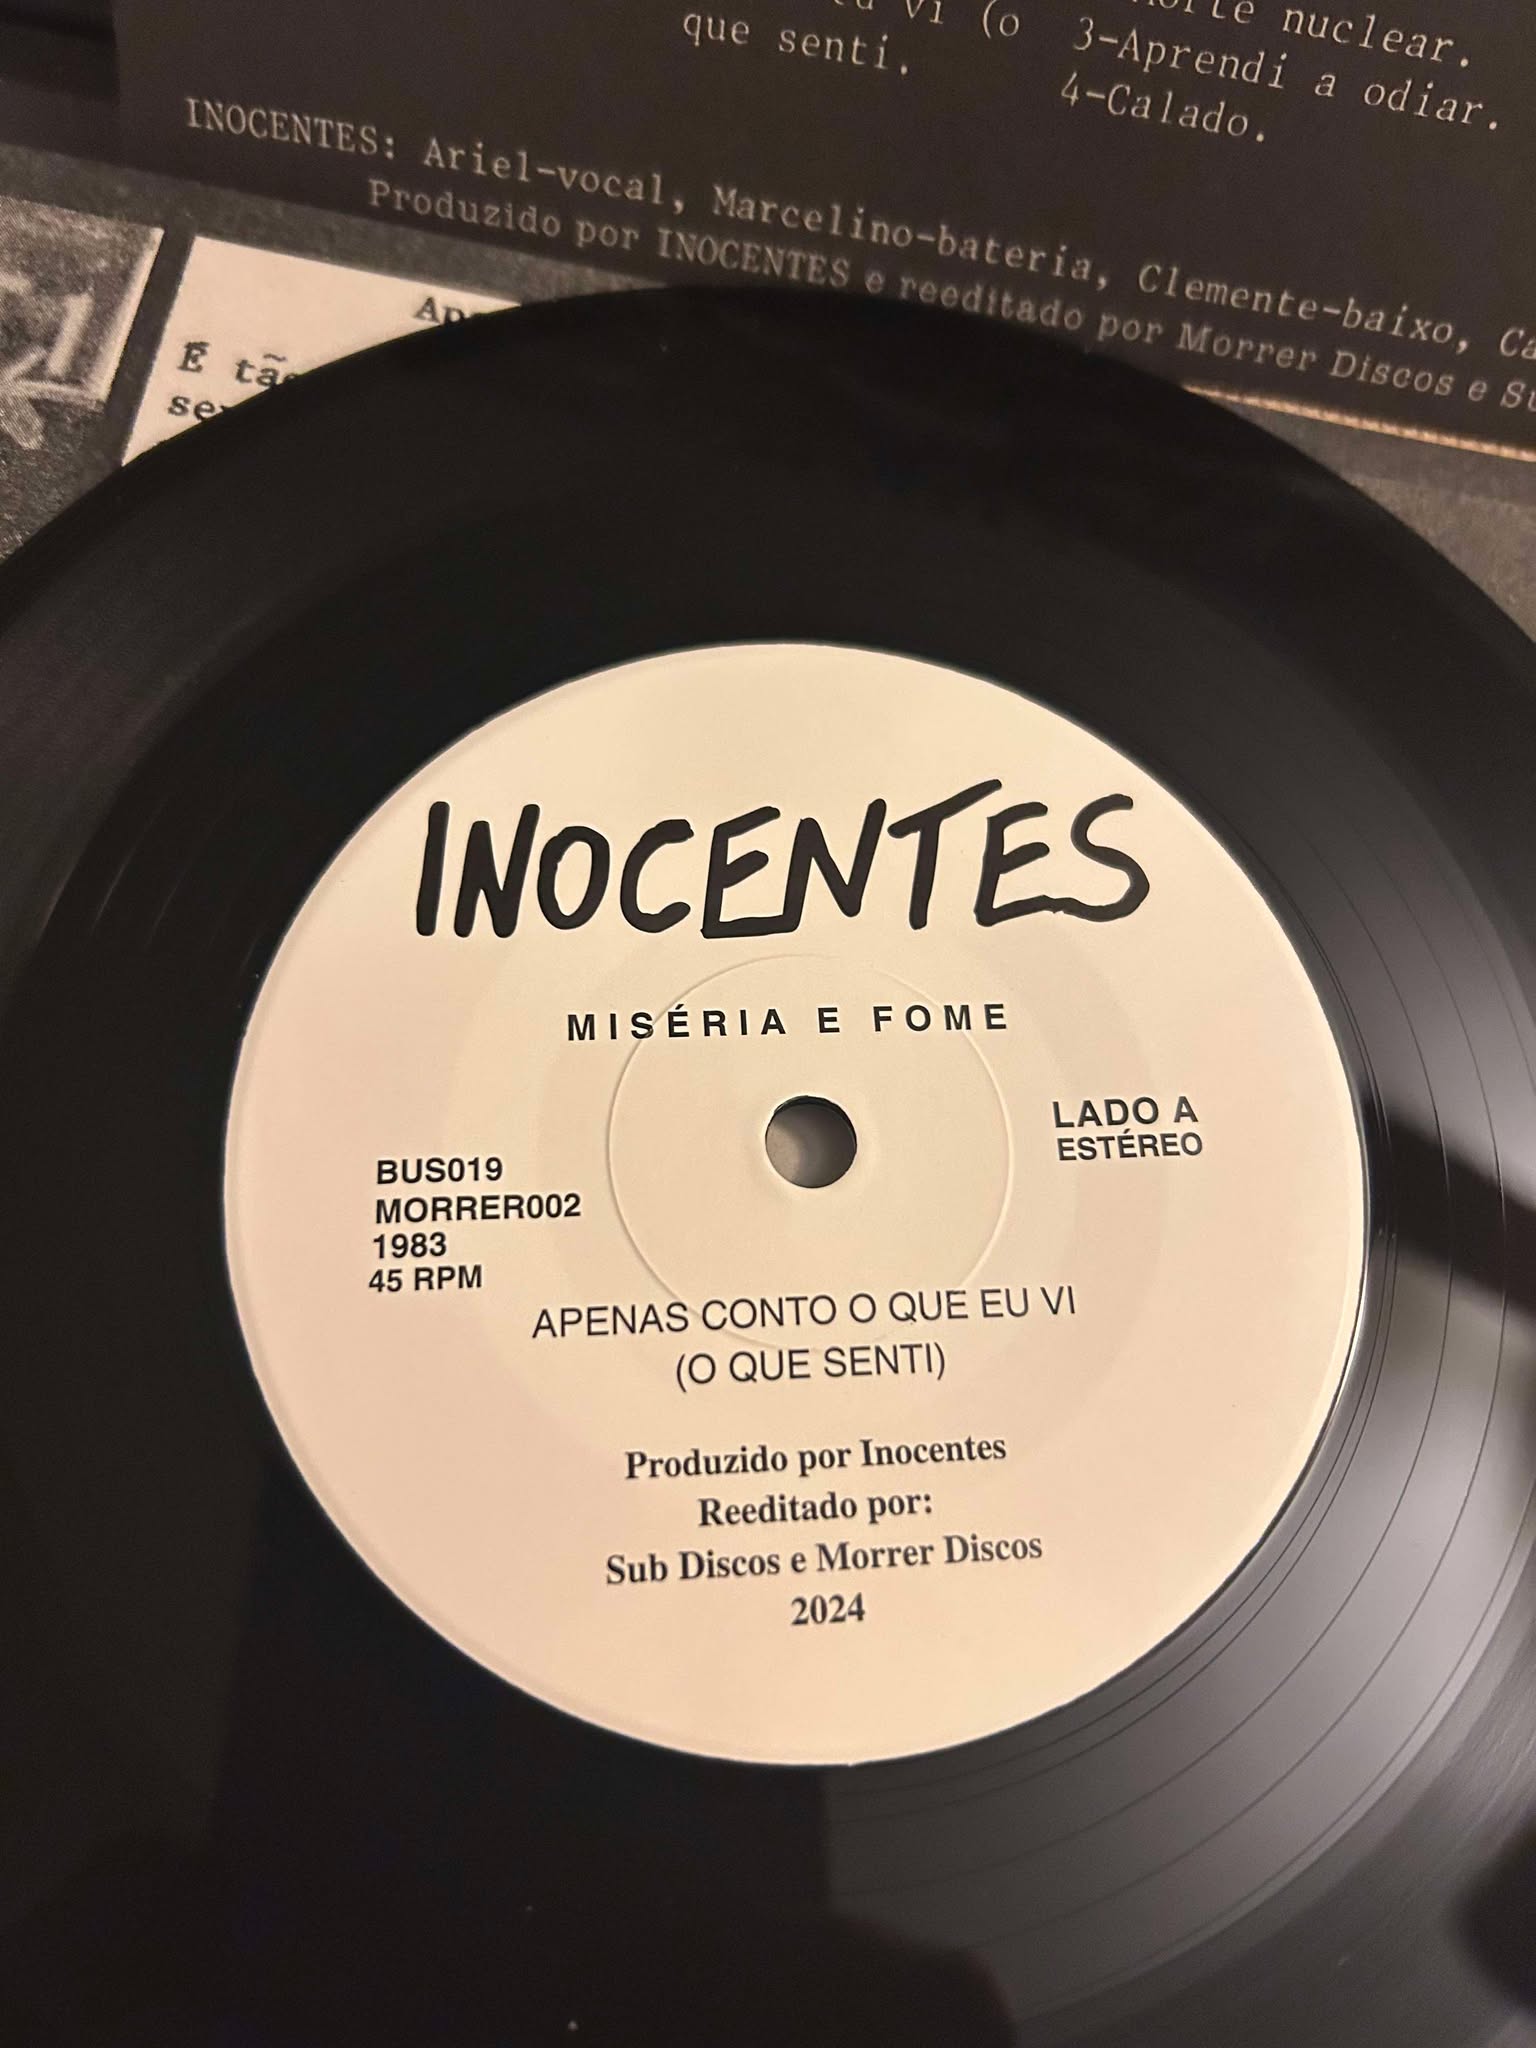 vi (o
que senti.
nuclear.
3-Aprendi a odiar.
4-Calado.
INOCENTES: Ariel-vocal, Marcelino-bateria, Clemente-baixo,
Produzido por INOCENTES e reeditado por Morrer Discos e
É
INOCENTES
MISÉRIA E FOME
LADO A
ESTÉREO
BUS019
MORRER002
1983
45 RPM
APENAS CONTO O QUE EU VI
(O QUE SENTI)
Produzido por Inocentes
Reeditado por:
Sub Discos e Morrer Discos
2024